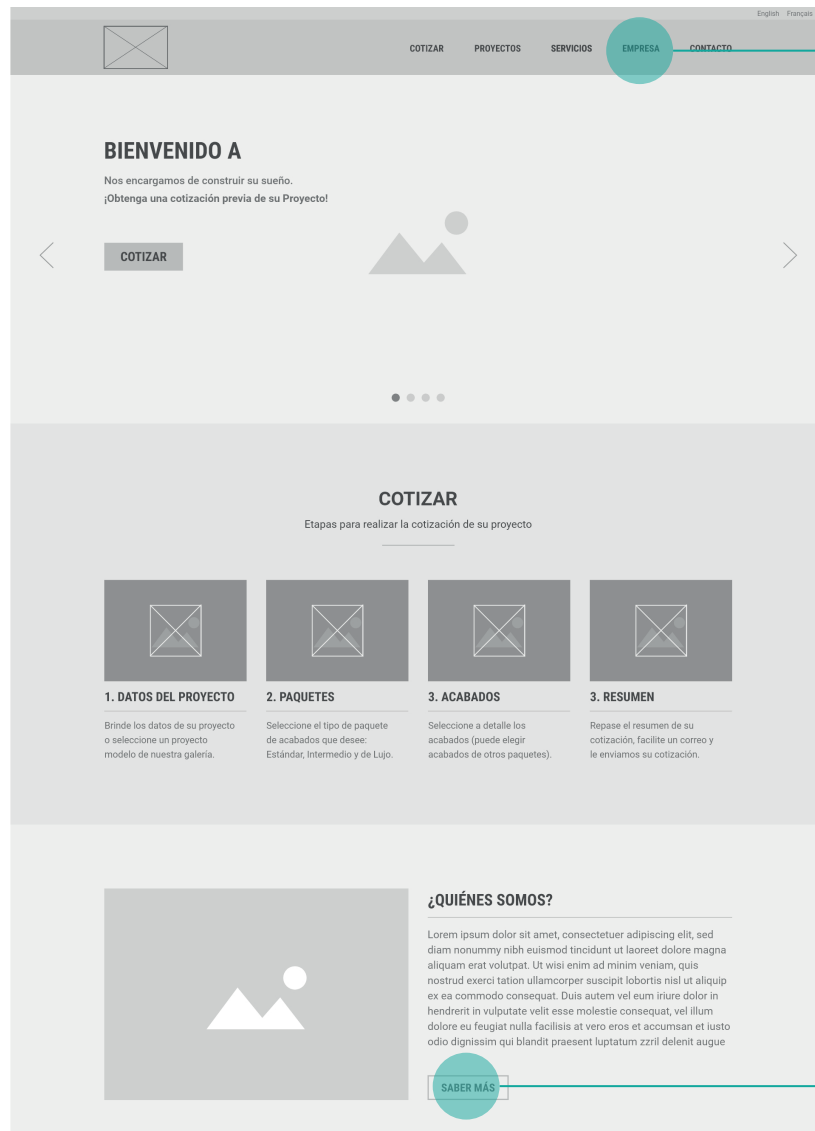 English Français
COTIZAR PROYECTOS SERVICIOS EMPRESA CONTACTO
BIENVENIDO A
Nos encargamos de construir su sueño.
¡Obtenga una cotización previa de su Proyecto!
COTIZAR
COTIZAR
Etapas para realizar la cotización de su proyecto
1. DATOS DEL PROYECTO
Brinde los datos de su proyecto
o seleccione un proyecto
modelo de nuestra galería.
2. PAQUETES
Seleccione el tipo de paquete
de acabados que desee:
Estándar, Intermedio y de Lujo.
3. ACABADOS
Seleccione a detalle los
acabados (puede elegir
acabados de otros paquetes).
3. RESUMEN
Repase el resumen de su
cotización, facilite un correo y
le enviamos su cotización.
¿QUIÉNES SOMOS?
Lorem ipsum dolor sit amet, consectetuer adipiscing elit, sed
diam nonummy nibh euismod tincidunt ut laoreet dolore magna
aliquam erat volutpat. Ut wisi enim ad minim veniam, quis
nostrud exerci tation ullamcorper suscipit lobortis nisl ut aliquip
ex ea commodo consequat. Duis autem vel eum iriure dolor in
hendrerit in vulputate velit esse molestie consequat, vel illum
dolore eu feugiat nulla facilisis at vero eros et accumsan et iusto
odio dignissim qui blandit praesent luptatum zzril delenit augue
SABER MÁS